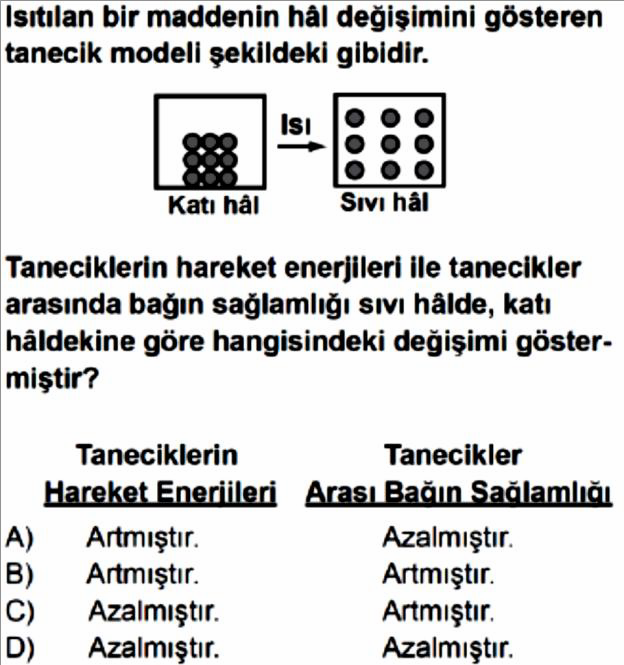 Isıtılan bir maddenin hâl değişimini gösteren
tanecik modeli şekildeki gibidir.
Isı
Katı hâl
Sıvı hâl
Taneciklerin hareket enerjileri ile tanecikler
arasında bağın sağlamlığı sıvı hâlde, katı
hâldekine göre hangisindeki değişimi göster-
miştir?
Taneciklerin Tanecikler
Hareket Enerjileri Arası Bağın Sağlamlığı
A) Artmıştır. Azalmıştır.
B) Artmıştır. Artmıştır.
C) Azalmıştır. Artmıştır.
D) Azalmıştır. Azalmıştır.